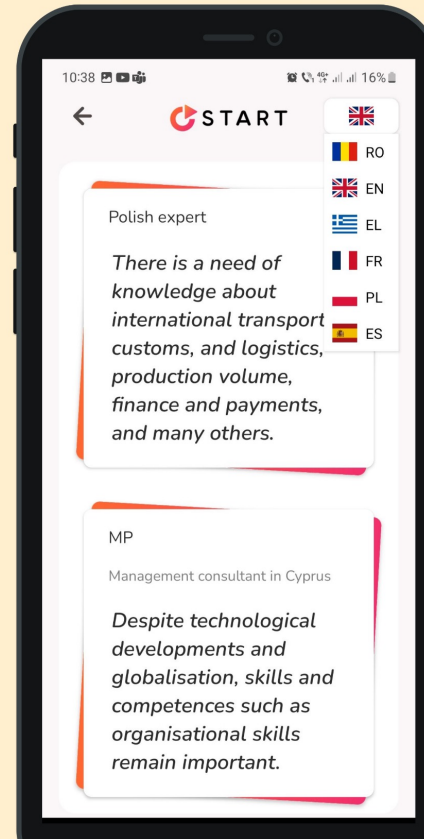 10:38
4G+
16%
START
RO
EN
EL
FR
PL
ES
Polish expert
There is a need of
knowledge about
international transport
customs, and logistics,
production volume,
finance and payments,
and many others.
MP
Management consultant in Cyprus
Despite technological
developments and
globalisation, skills and
competences such as
organisational skills
remain important.